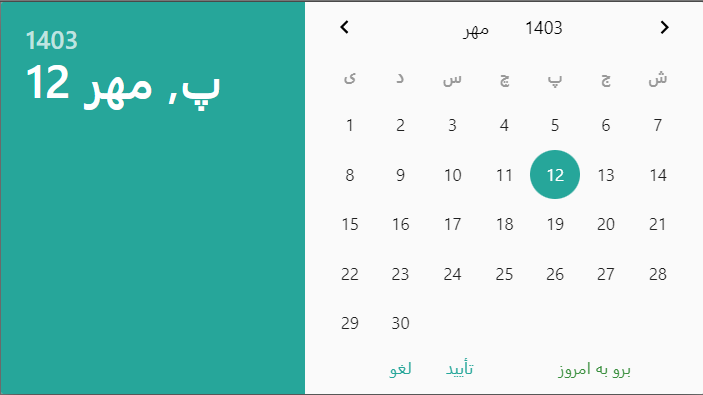 1403
پ, مهر 12
مهر 1403
ی د س چ پ ج ش
1 2 3 4 5 6 7
8 9 10 11 12 13 14
15 16 17 18 19 20 21
22 23 24 25 26 27 28
29 30
لغو تأیید برو به امروز